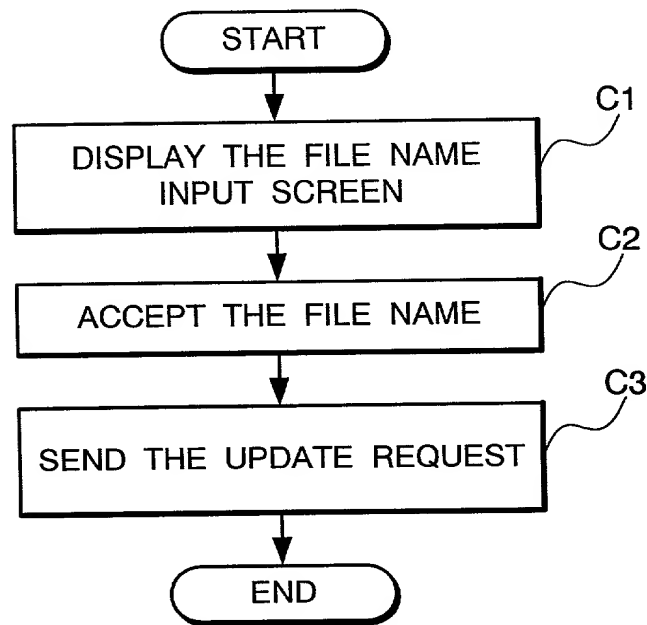 START
C1
DISPLAY THE FILE NAME
INPUT SCREEN
C2
ACCEPT THE FILE NAME
C3
SEND THE UPDATE REQUEST
END